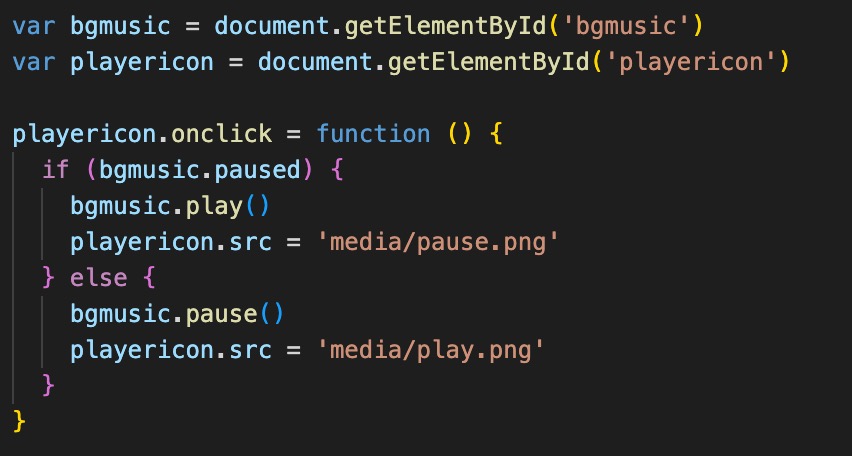 var bgmusic = document.getElementById('bgmusic')
var playericon = document.getElementById('playericon')

playericon.onclick = function () {
  if (bgmusic.paused) {
    bgmusic.play()
    playericon.src = 'media/pause.png'
  } else {
    bgmusic.pause()
    playericon.src = 'media/play.png'
  }
}